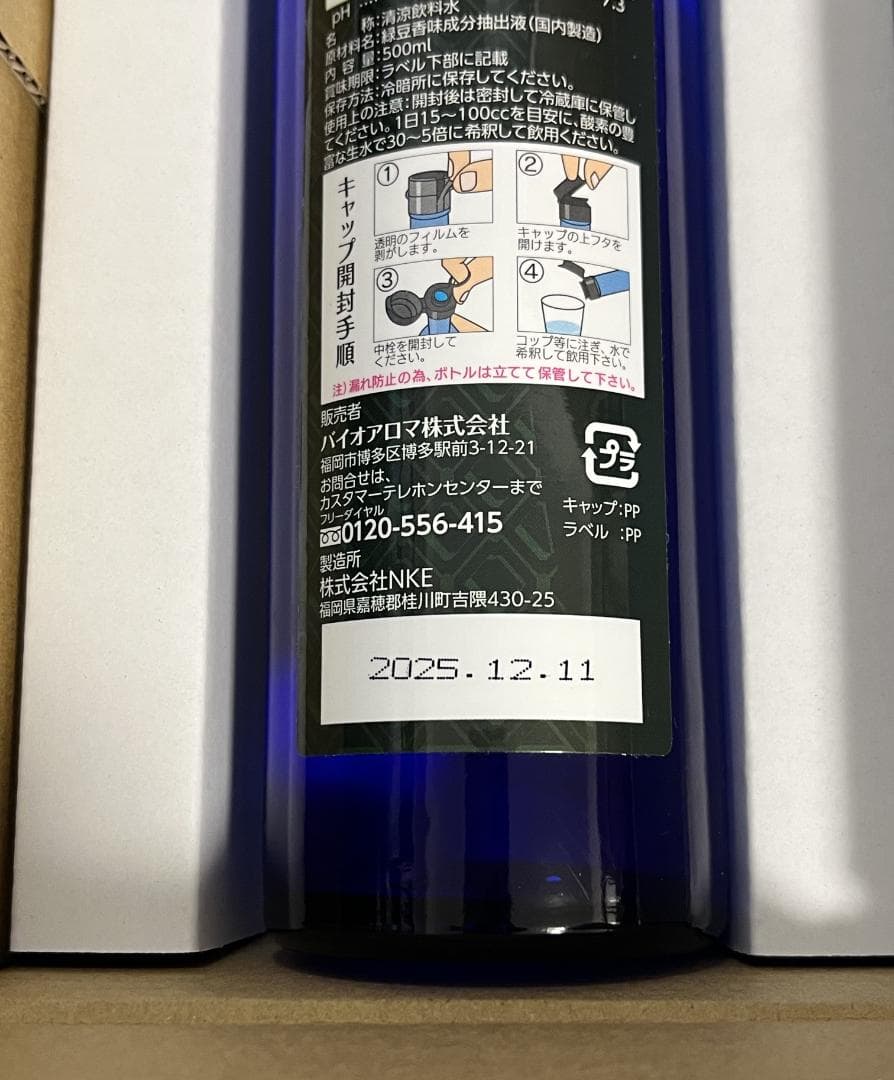 pH ・・・ 7.3
名　　称：清涼飲料水
原材料名：緑豆香味成分抽出液（国内製造）
内 容 量：500ml
賞味期限：ラベル下部に記載
保存方法：冷暗所に保存してください。
使用上の注意：開封後は密封して冷蔵庫に保管し
てください。1日15〜100ccを目安に、酸素の豊
富な生水で30〜5倍に希釈して飲用ください。
キャップ開封手順
①
透明のフィルムを
剥がします。
②
キャップの上フタを
開けます。
③
中栓を開封して
ください。
④
コップ等に注ぎ、水で
希釈して飲用下さい。
注）漏れ防止の為、ボトルは立てて保管して下さい。
販売者
バイオアロマ株式会社
福岡市博多区博多駅前3-12-21
お問合せは、
カスタマーテレホンセンターまで
フリーダイヤル
0120-556-415
プラ
キャップ：PP
ラベル ：PP
製造所
株式会社NKE
福岡県嘉穂郡桂川町吉隈430-25
2025.12.11